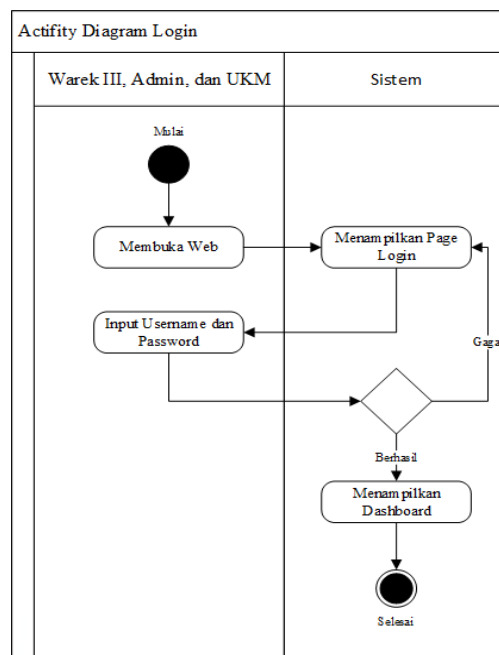 Actifity Diagram Login
Warek III, Admin, dan UKM
Sistem
Mulai
Membuka Web
Menampilkan Page
Login
Input Username dan
Password
Gaga
Berhasil
Menampilkan
Dashboard
Selesai